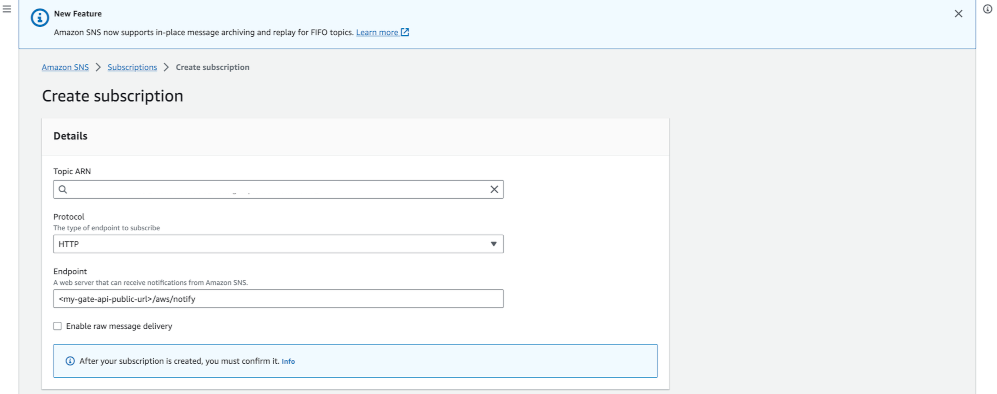 New Feature
Amazon SNS now supports in-place message archiving and replay for FIFO topics. Learn more
Amazon SNS > Subscriptions > Create subscription
Create subscription
Details
Topic ARN
Protocol
The type of endpoint to subscribe
HTTP
Endpoint
A web server that can receive notifications from Amazon SNS.
<my-gate-api-public-url>/aws/notify
Enable raw message delivery
After your subscription is created, you must confirm it. Info